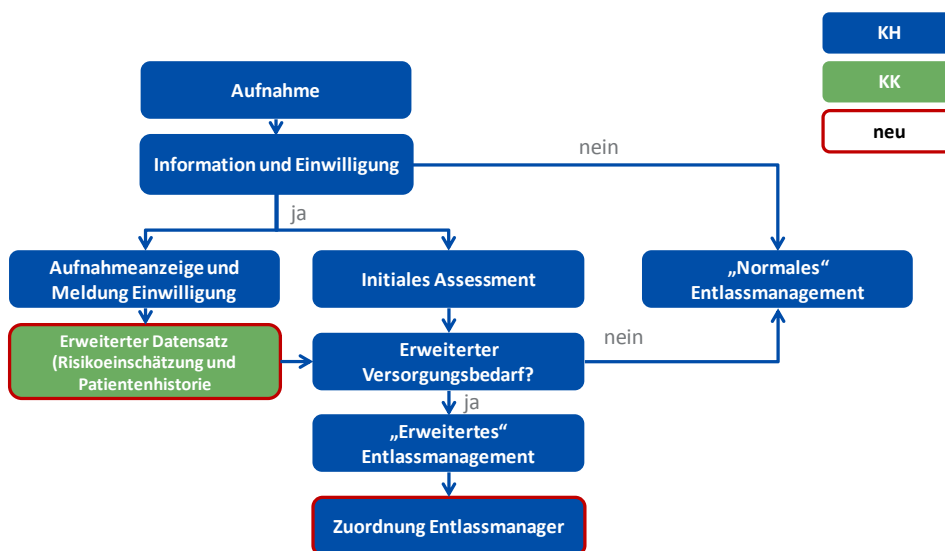 KH
KK
neu
Aufnahme
Information und Einwilligung
nein
ja
Aufnahmeanzeige und
Meldung Einwilligung
Initiales Assessment
„Normales“
Entlassmanagement
Erweiterter Datensatz
(Risikoeinschätzung und
Patientenhistorie
Erweiterter
Versorgungsbedarf?
nein
ja
„Erweitertes“
Entlassmanagement
Zuordnung Entlassmanager